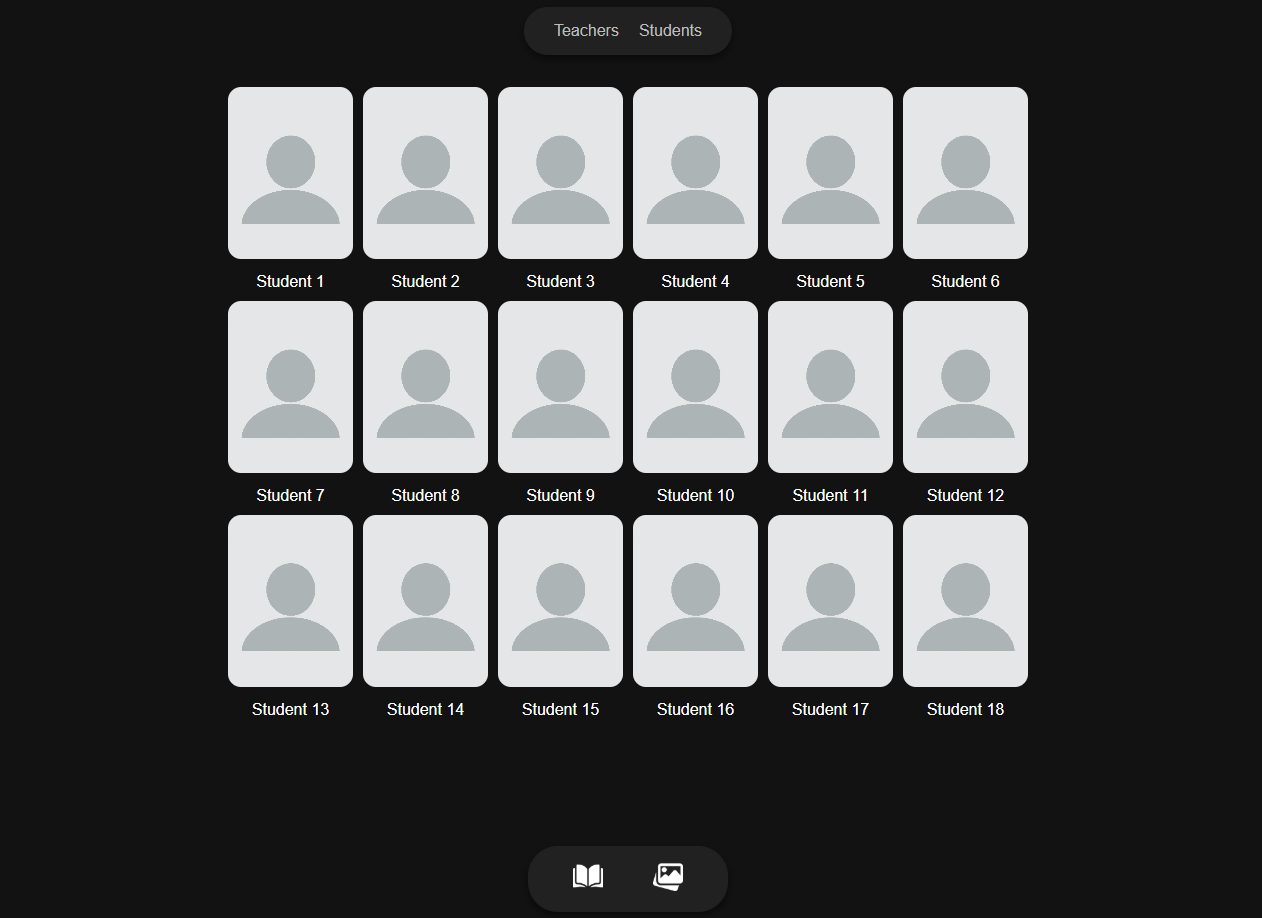 Teachers Students
Student 1 Student 2 Student 3 Student 4 Student 5 Student 6
Student 7 Student 8 Student 9 Student 10 Student 11 Student 12
Student 13 Student 14 Student 15 Student 16 Student 17 Student 18